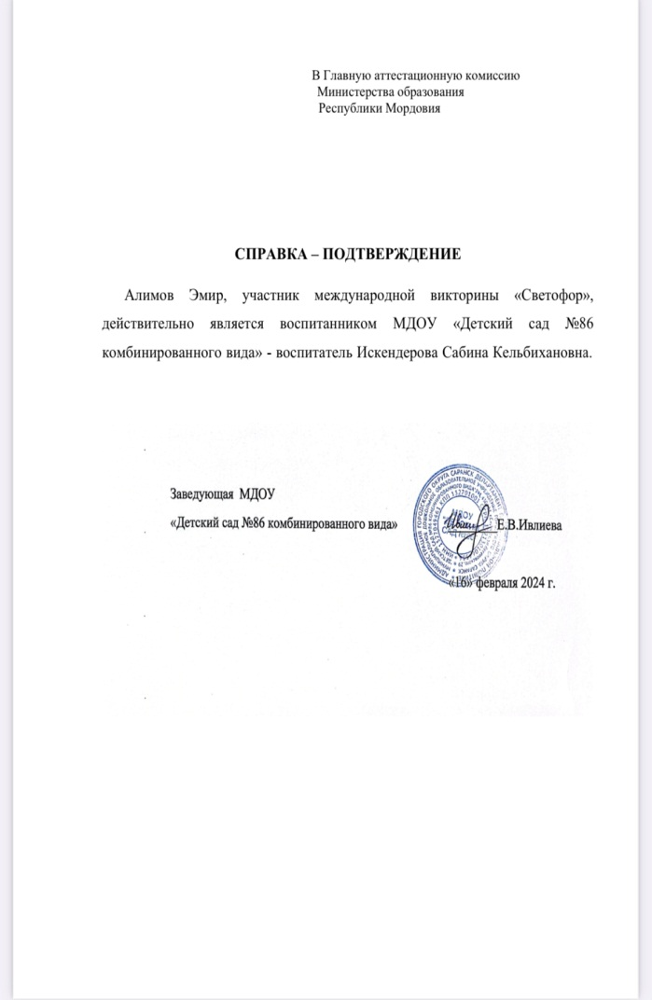 В Главную аттестационную комиссию
Министерства образования
Республики Мордовия
СПРАВКА – ПОДТВЕРЖДЕНИЕ
Алимов Эмир, участник международной викторины «Светофор»,
действительно является воспитанником МДОУ «Детский сад №86
комбинированного вида» - воспитатель Искендерова Сабина Кельбихановна.
Заведующая МДОУ
«Детский сад №86 комбинированного вида» Е.В.Ивлиева
«16» февраля 2024 г.